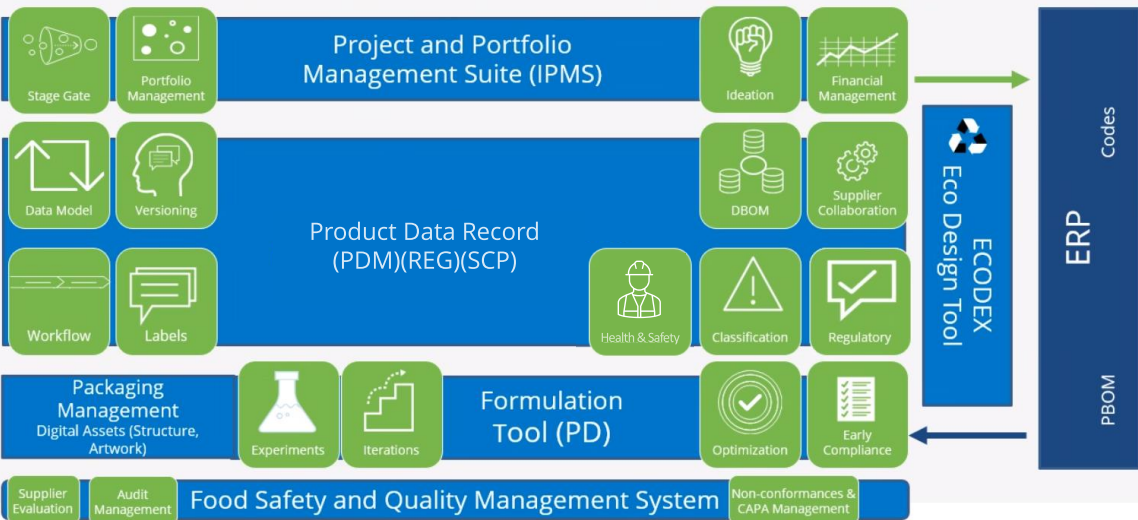 Project and Portfolio
Management Suite (IPMS)
Stage Gate
Portfolio
Management
Ideation
Financial
Management
Data Model
Versioning
DBOM
Supplier
Collaboration
Product Data Record
(PDM)(REG)(SCP)
Workflow
Labels
Health & Safety
Classification
Regulatory
Packaging
Management
Digital Assets (Structure,
Artwork)
Experiments
Iterations
Formulation
Tool (PD)
Optimization
Early
Compliance
Supplier
Evaluation
Audit
Management
Food Safety and Quality Management System
Non-conformances &
CAPA Management
ECODEX
Eco Design Tool
ERP
Codes
PBOM